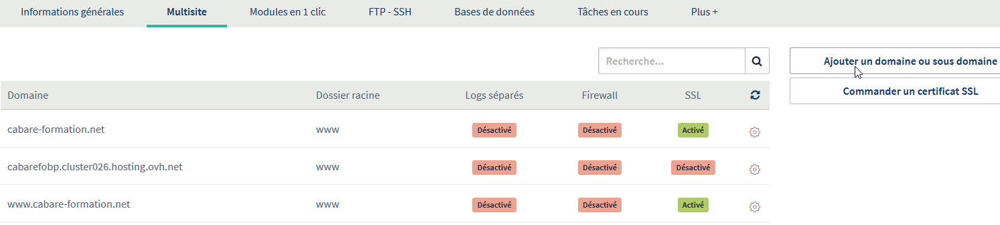 Informations générales Multisite Modules en 1 clic FTP - SSH Bases de données Tâches en cours Plus +
Recherche... Ajouter un domaine ou sous domaine
Commander un certificat SSL
Domaine Dossier racine Logs séparés Firewall SSL
cabare-formation.net www Désactivé Désactivé Activé
cabarefobp.cluster026.hosting.ovh.net www Désactivé Désactivé Désactivé
www.cabare-formation.net www Désactivé Désactivé Activé